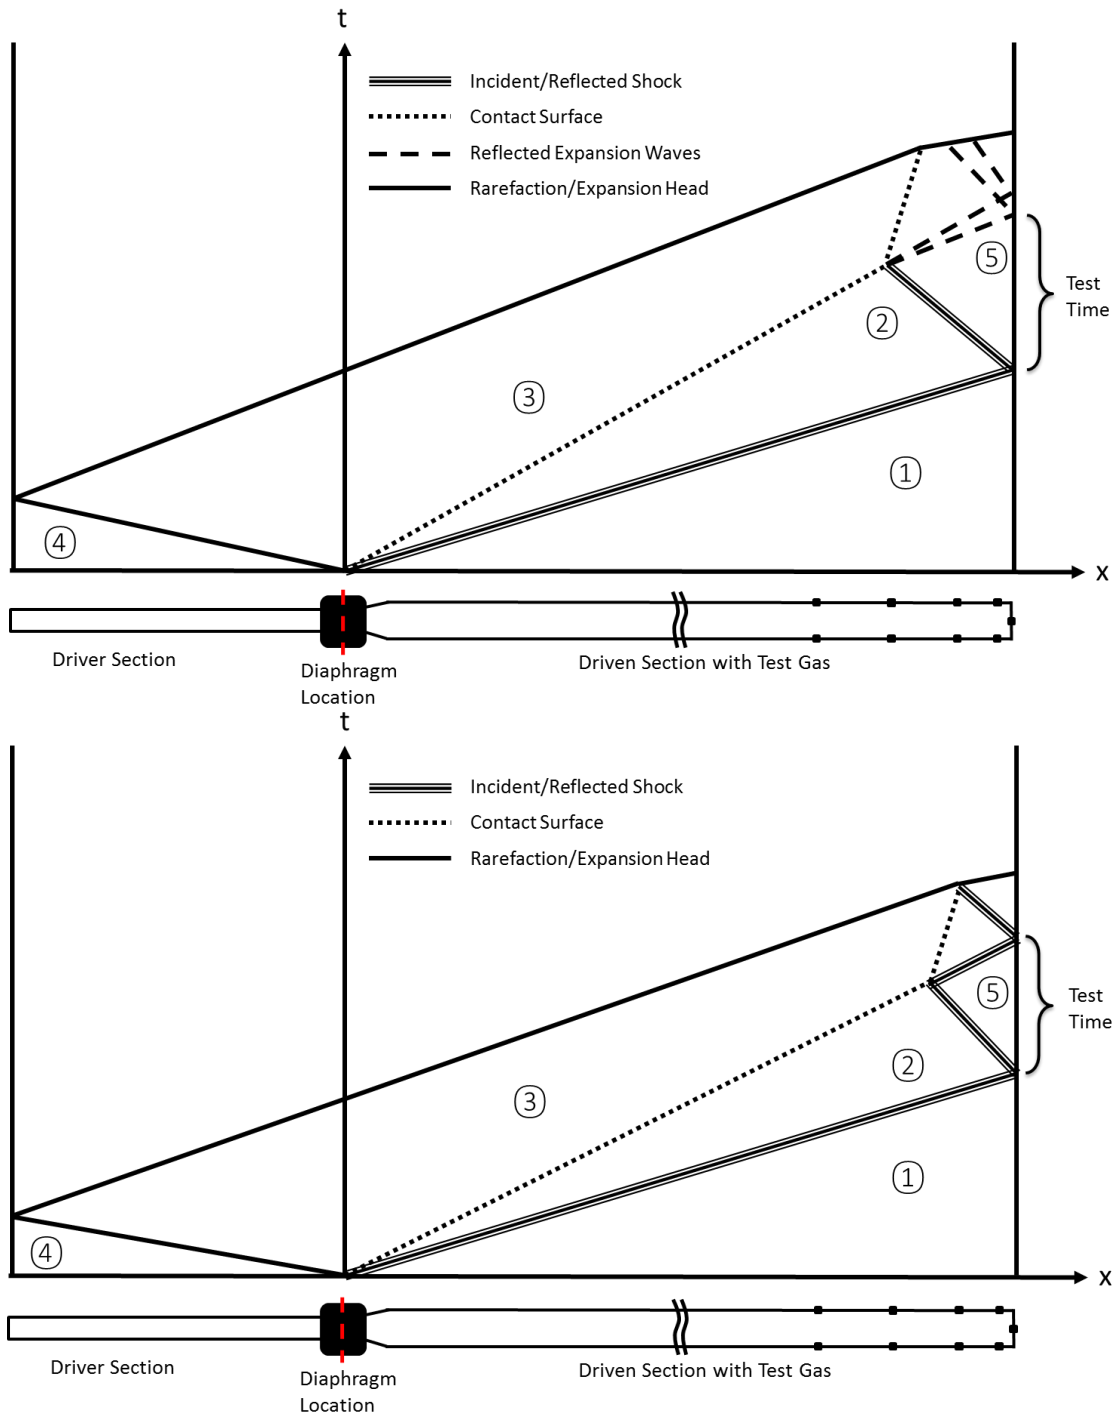 t
Incident/Reflected Shock
Contact Surface
Reflected Expansion Waves
Rarefaction/Expansion Head
5
Test
Time
2
3
1
4
x
Driver Section
Diaphragm
Location
Driven Section with Test Gas
t
Incident/Reflected Shock
Contact Surface
Rarefaction/Expansion Head
5
Test
Time
2
3
1
4
x
Driver Section
Diaphragm
Location
Driven Section with Test Gas